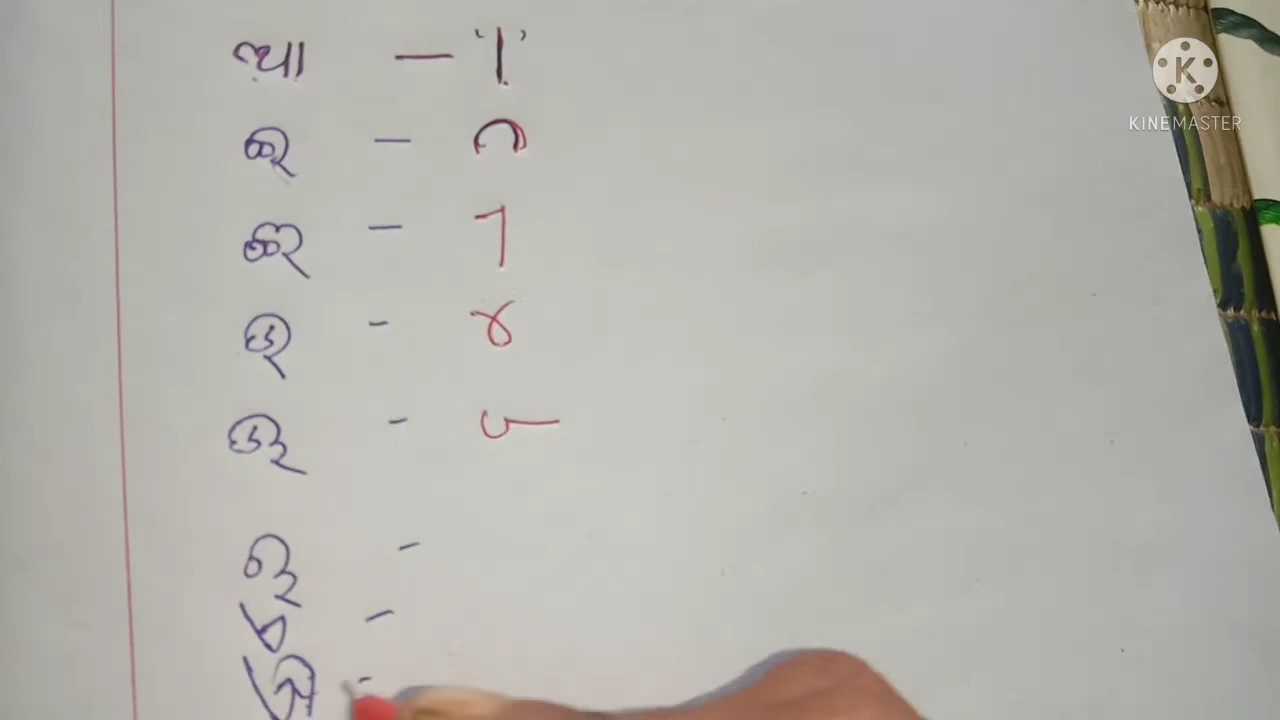 ଆ — 'ା'
ଇ - ି
ଈ - ୀ
ଉ - ୁ
ଊ - ୂ
ଋ -
ଏ -
ଐ -
K
KINEMASTER